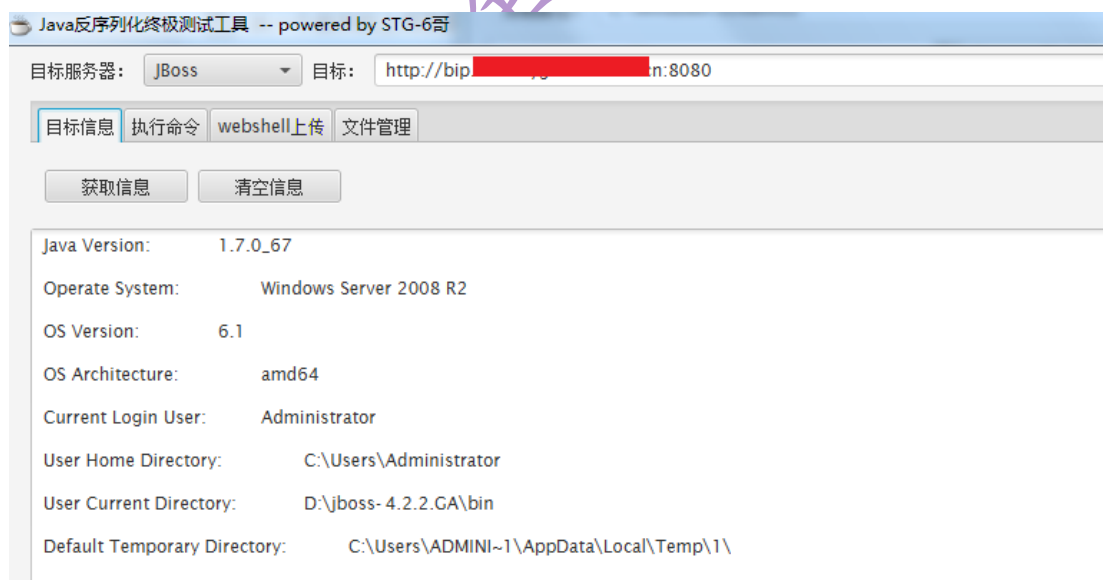 Java反序列化终极测试工具 -- powered by STG-6哥
目标服务器： JBoss 目标： http://bip. :n:8080
目标信息 执行命令 webshell上传 文件管理
获取信息 清空信息
Java Version: 1.7.0_67
Operate System: Windows Server 2008 R2
OS Version: 6.1
OS Architecture: amd64
Current Login User: Administrator
User Home Directory: C:\Users\Administrator
User Current Directory: D:\jboss- 4.2.2.GA\bin
Default Temporary Directory: C:\Users\ADMINI~1\AppData\Local\Temp\1\